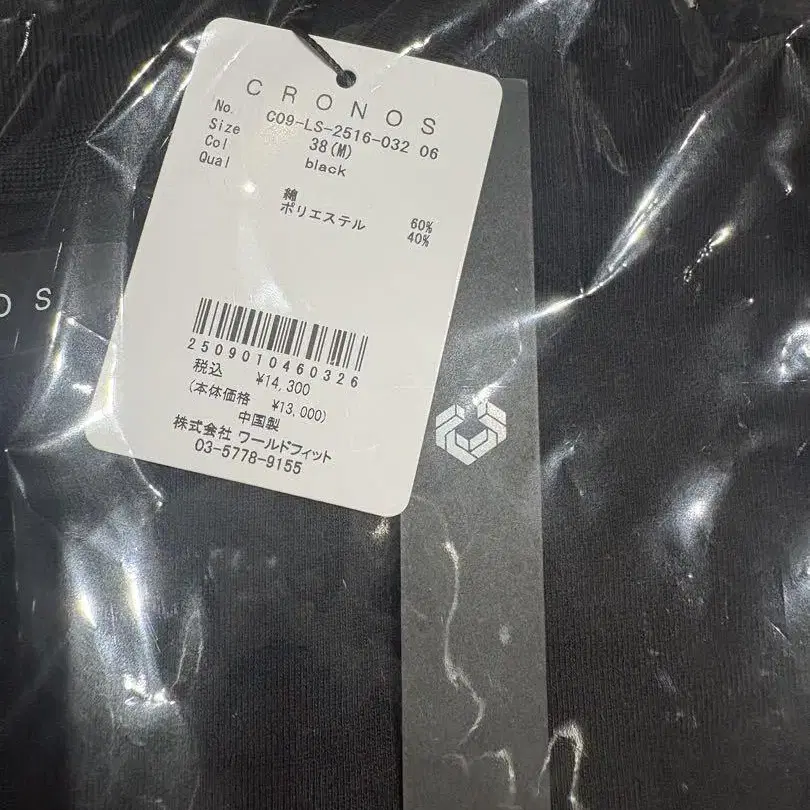 CRONOS
No. C09-LS-2516-032 06
Size 38(M)
Col black
Qual
綿 60%
ポリエステル 40%
2509010460326
税込 ¥14,300
(本体価格 ¥13,000)
中国製
株式会社 ワールドフィット
03-5778-9155
OS